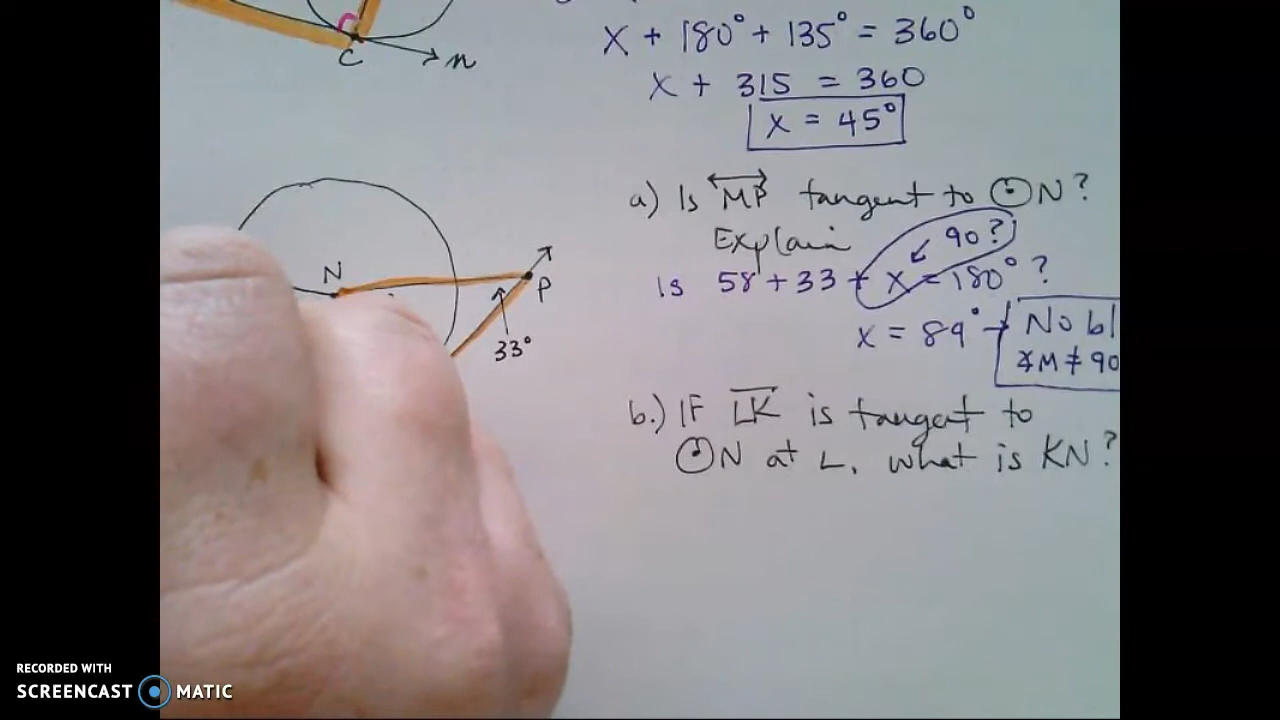 C
n
x + 180° + 135° = 360°
x + 315 = 360
x = 45°
a) Is MP tangent to ⊙N?
Explain
90?
Is 58 + 33 + x = 180°?
x = 89° → No b/
∡M ≠ 90
N
P
33°
b.) IF LK is tangent to
⊙N at L, what is KN?
RECORDED WITH
SCREENCAST MATIC